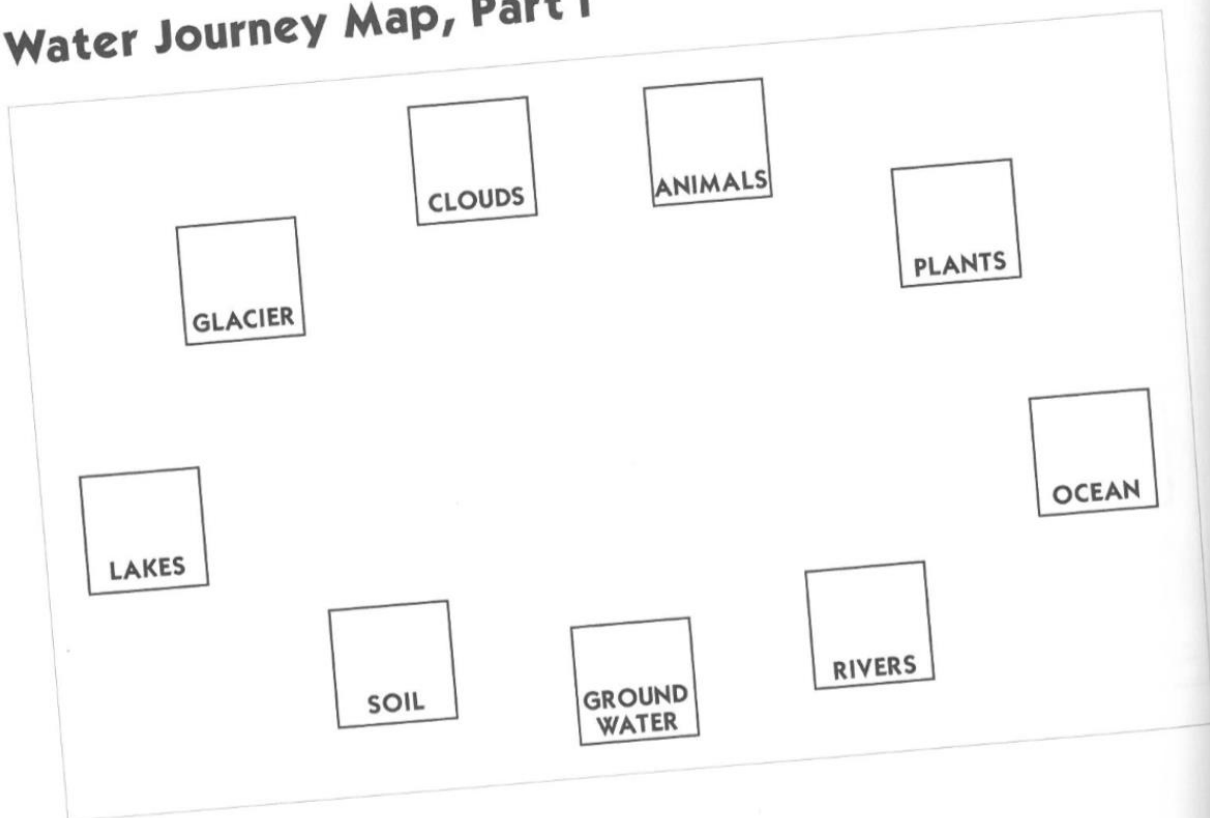 Water Journey Map, Part I
CLOUDS
ANIMALS
PLANTS
GLACIER
OCEAN
LAKES
RIVERS
SOIL
GROUND
WATER